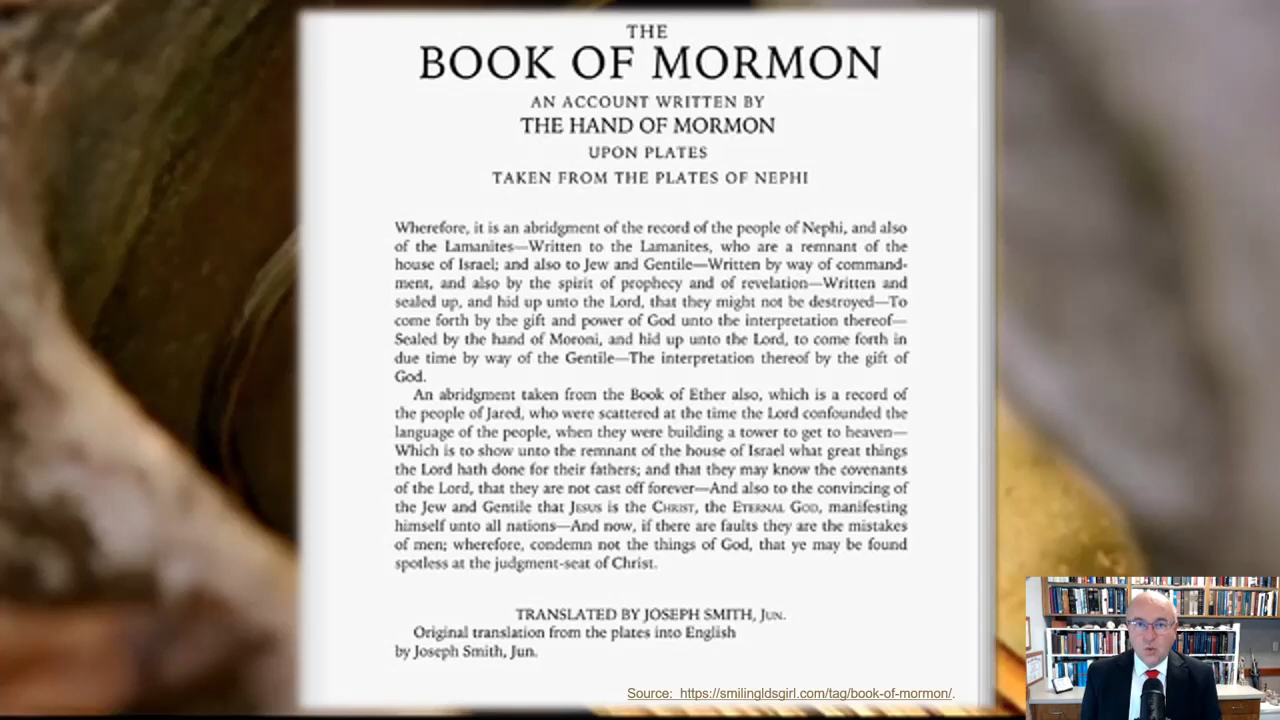 THE
BOOK OF MORMON
AN ACCOUNT WRITTEN BY
THE HAND OF MORMON
UPON PLATES
TAKEN FROM THE PLATES OF NEPHI
Wherefore, it is an abridgment of the record of the people of Nephi, and also
of the Lamanites—Written to the Lamanites, who are a remnant of the
house of Israel; and also to Jew and Gentile—Written by way of command-
ment, and also by the spirit of prophecy and of revelation—Written and
sealed up, and hid up unto the Lord, that they might not be destroyed—To
come forth by the gift and power of God unto the interpretation thereof—
Sealed by the hand of Moroni, and hid up unto the Lord, to come forth in
due time by way of the Gentile—The interpretation thereof by the gift of
God.
An abridgment taken from the Book of Ether also, which is a record of
the people of Jared, who were scattered at the time the Lord confounded the
language of the people, when they were building a tower to get to heaven—
Which is to show unto the remnant of the house of Israel what great things
the Lord hath done for their fathers; and that they may know the covenants
of the Lord, that they are not cast off forever—And also to the convincing of
the Jew and Gentile that JESUS is the CHRIST, the ETERNAL GOD, manifesting
himself unto all nations—And now, if there are faults they are the mistakes
of men; wherefore, condemn not the things of God, that ye may be found
spotless at the judgment-seat of Christ.
TRANSLATED BY JOSEPH SMITH, JUN.
Original translation from the plates into English
by Joseph Smith, Jun.
Source: https://smilingldsgirl.com/tag/book-of-mormon/.